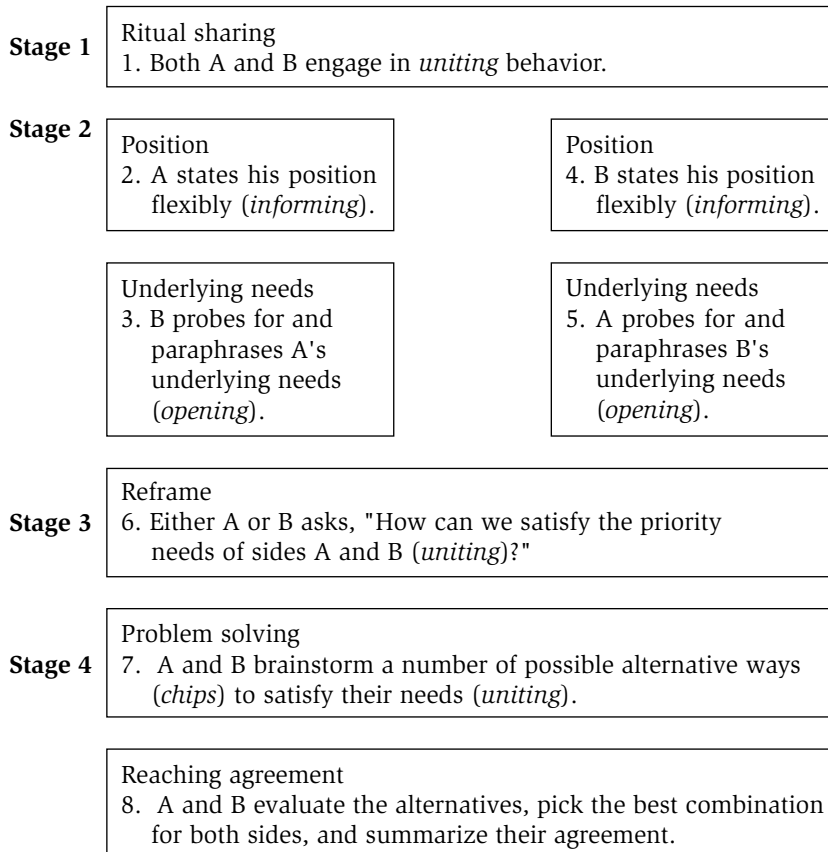 Stage 1
Ritual sharing
1. Both A and B engage in uniting behavior.
Stage 2
Position
2. A states his position
flexibly (informing).
Position
4. B states his position
flexibly (informing).
Underlying needs
3. B probes for and
paraphrases A's
underlying needs
(opening).
Underlying needs
5. A probes for and
paraphrases B's
underlying needs
(opening).
Stage 3
Reframe
6. Either A or B asks, "How can we satisfy the priority
needs of sides A and B (uniting)?"
Stage 4
Problem solving
7. A and B brainstorm a number of possible alternative ways
(chips) to satisfy their needs (uniting).
Reaching agreement
8. A and B evaluate the alternatives, pick the best combination
for both sides, and summarize their agreement.